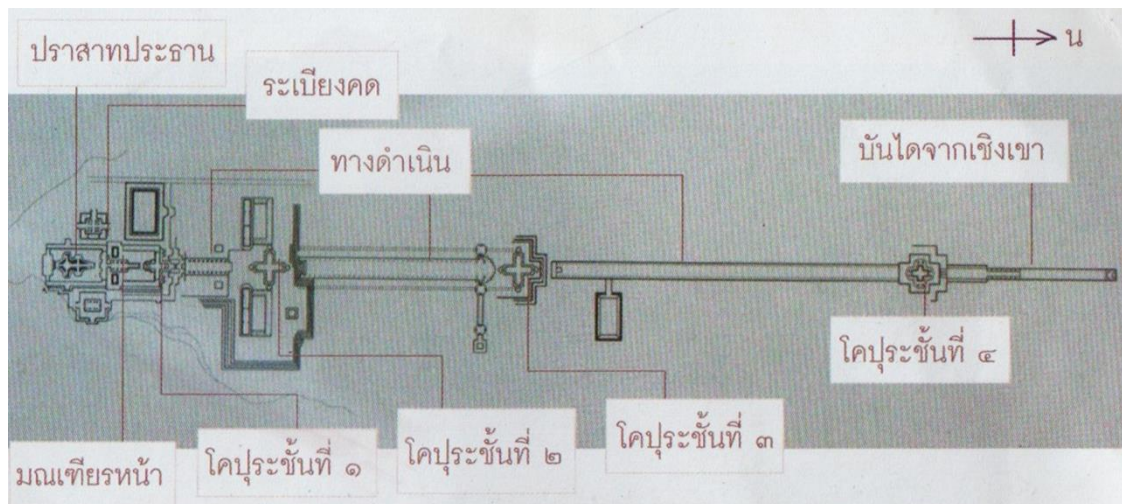 ปราสาทประธาน
น
ระเบียงคด
ทางดำเนิน
บันไดจากเชิงเขา
โคปุระชั้นที่ ๔
โคปุระชั้นที่ ๓
โคปุระชั้นที่ ๒
โคปุระชั้นที่ ๑
มณเฑียรหน้า